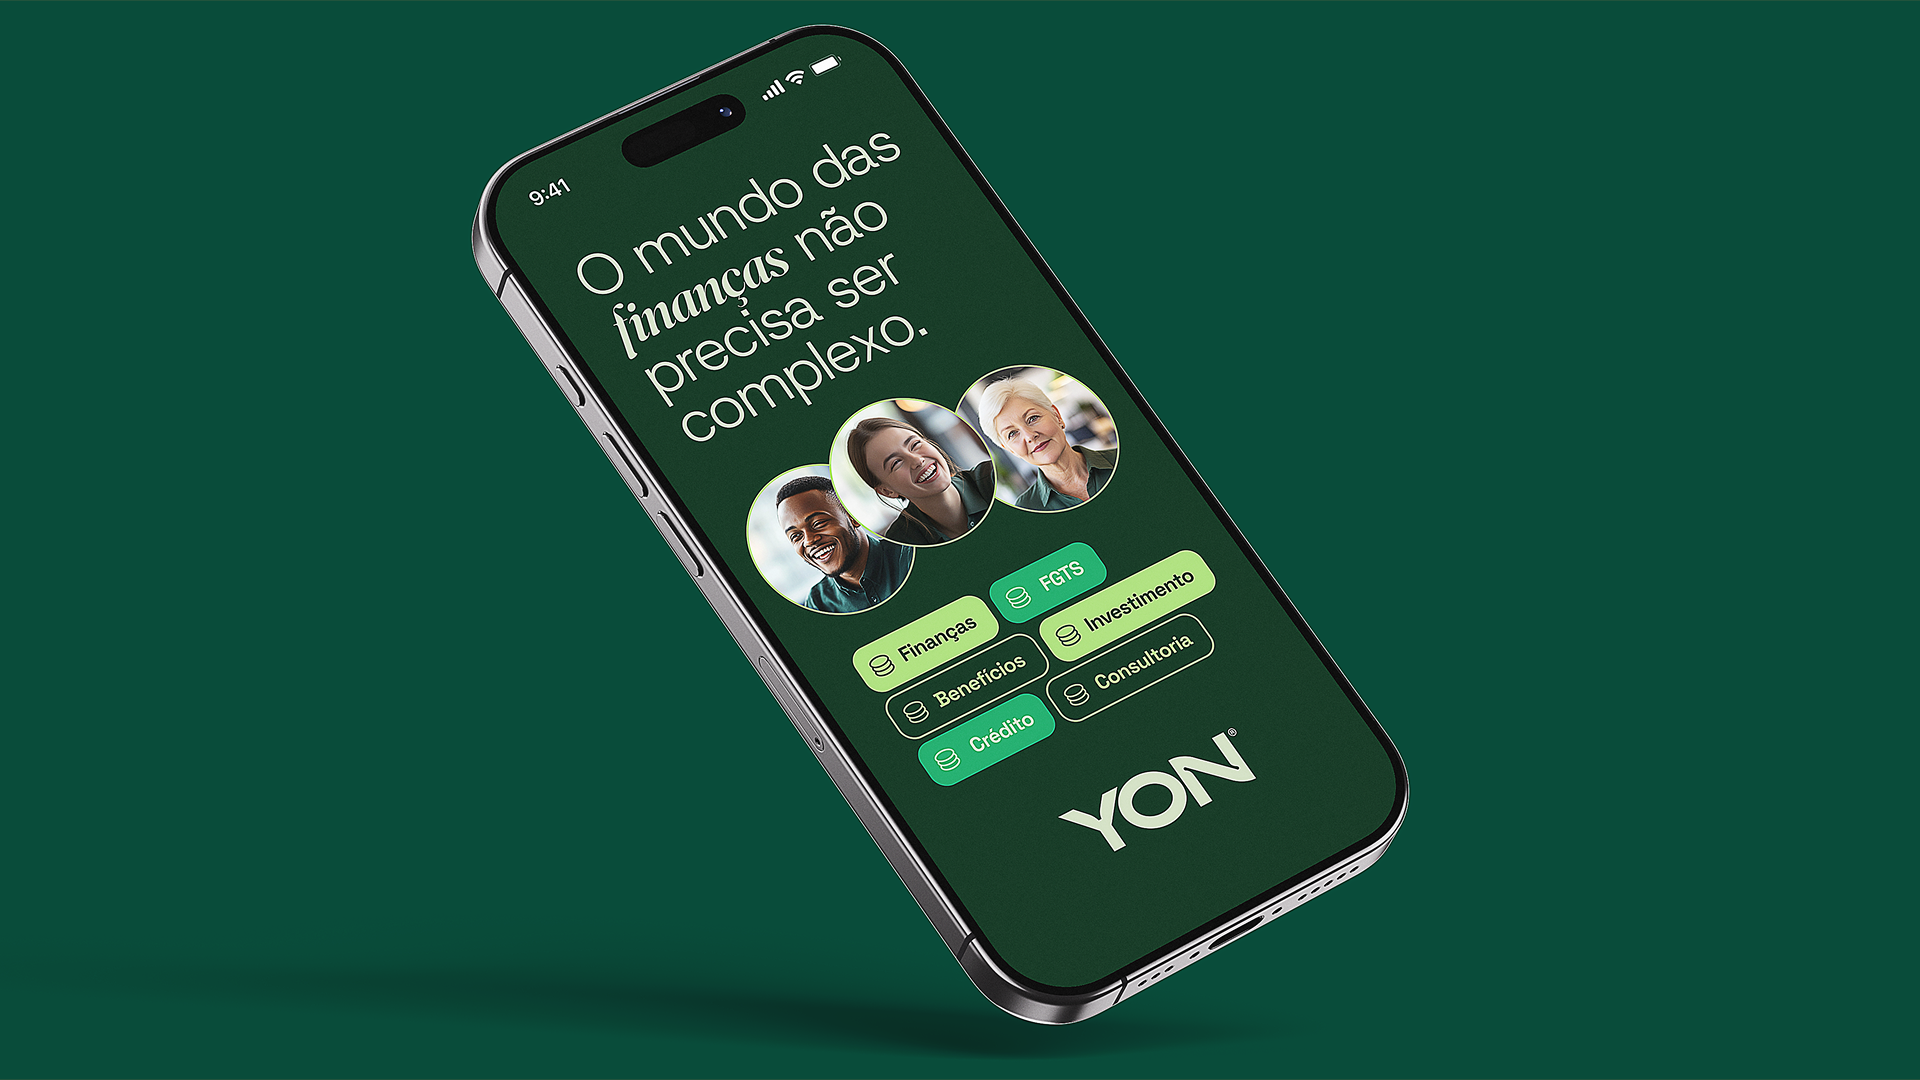 9:41
O mundo das
finanças não
precisa ser
complexo.
FGTS
Finanças
Investimento
Benefícios
Consultoria
Crédito
YON®